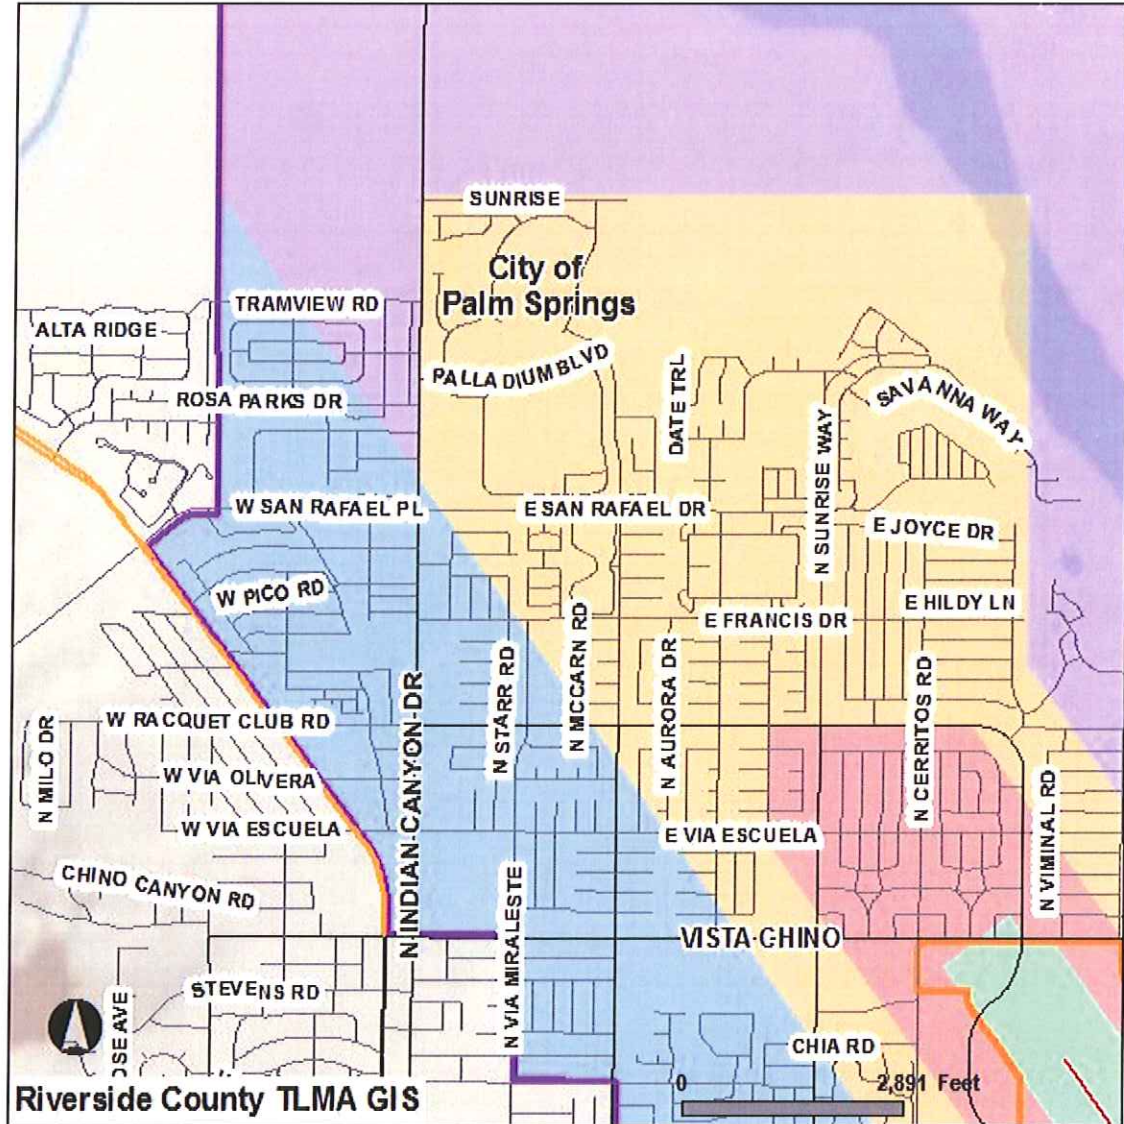 SUNRISE
City of
Palm Springs
TRAMVIEW RD
ALTA RIDGE
PALLADIUM BLVD
DATE TRL
SAVANNA WAY
ROSA PARKS DR
N SUNRISE WAY
W SAN RAFAEL PL
E SAN RAFAEL DR
E JOYCE DR
W PICO RD
E HILDY LN
E FRANCIS DR
N MCCARN RD
N STARR RD
N AURORA DR
N CERRITOS RD
N INDIAN CANYON DR
W RACQUET CLUB RD
N MILO DR
W VIA OLIVERA
N VIMINAL RD
W VIA ESCUELA
E VIA ESCUELA
CHINO CANYON RD
N VIA MIRALESTE
VISTA CHINO
STEVENS RD
OSE AVE
CHIA RD
0 2,891 Feet
Riverside County TLMA GIS